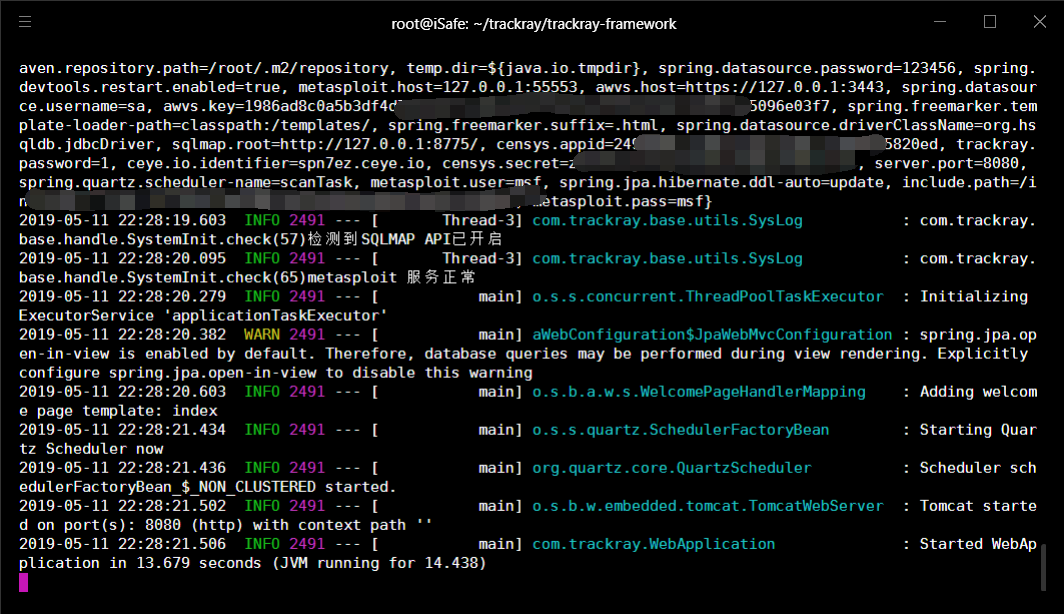 root@iSafe: ~/trackray/trackray-framework
aven.repository.path=/root/.m2/repository, temp.dir=${java.io.tmpdir}, spring.datasource.password=123456, spring.
devtools.restart.enabled=true, metasploit.host=127.0.0.1:55553, awvs.host=https://127.0.0.1:3443, spring.datasour
ce.username=sa, awvs.key=1986ad8c0a5b3df4d 5096e03f7, spring.freemarker.tem
plate-loader-path=classpath:/templates/, spring.freemarker.suffix=.html, spring.datasource.driverClassName=org.hs
qldb.jdbcDriver, sqlmap.root=http://127.0.0.1:8775/, censys.appid=249 5820ed, trackray.
password=1, ceye.io.identifier=spn7ez.ceye.io, censys.secret=z , server.port=8080,
spring.quartz.scheduler-name=scanTask, metasploit.user=msf, spring.jpa.hibernate.ddl-auto=update, include.path=/i
n metasploit.pass=msf}
2019-05-11 22:28:19.603  INFO 2491 --- [       Thread-3] com.trackray.base.utils.SysLog           : com.trackray.
base.handle.SystemInit.check(57)检测到SQLMAP API已开启
2019-05-11 22:28:20.095  INFO 2491 --- [       Thread-3] com.trackray.base.utils.SysLog           : com.trackray.
base.handle.SystemInit.check(65)metasploit 服务正常
2019-05-11 22:28:20.279  INFO 2491 --- [           main] o.s.s.concurrent.ThreadPoolTaskExecutor  : Initializing
ExecutorService 'applicationTaskExecutor'
2019-05-11 22:28:20.382  WARN 2491 --- [           main] aWebConfiguration$JpaWebMvcConfiguration : spring.jpa.op
en-in-view is enabled by default. Therefore, database queries may be performed during view rendering. Explicitly
configure spring.jpa.open-in-view to disable this warning
2019-05-11 22:28:20.603  INFO 2491 --- [           main] o.s.b.a.w.s.WelcomePageHandlerMapping    : Adding welcom
e page template: index
2019-05-11 22:28:21.434  INFO 2491 --- [           main] o.s.s.quartz.SchedulerFactoryBean        : Starting Quar
tz Scheduler now
2019-05-11 22:28:21.436  INFO 2491 --- [           main] org.quartz.core.QuartzScheduler          : Scheduler sch
edulerFactoryBean_$_NON_CLUSTERED started.
2019-05-11 22:28:21.502  INFO 2491 --- [           main] o.s.b.w.embedded.tomcat.TomcatWebServer  : Tomcat starte
d on port(s): 8080 (http) with context path ''
2019-05-11 22:28:21.506  INFO 2491 --- [           main] com.trackray.WebApplication              : Started WebAp
plication in 13.679 seconds (JVM running for 14.438)